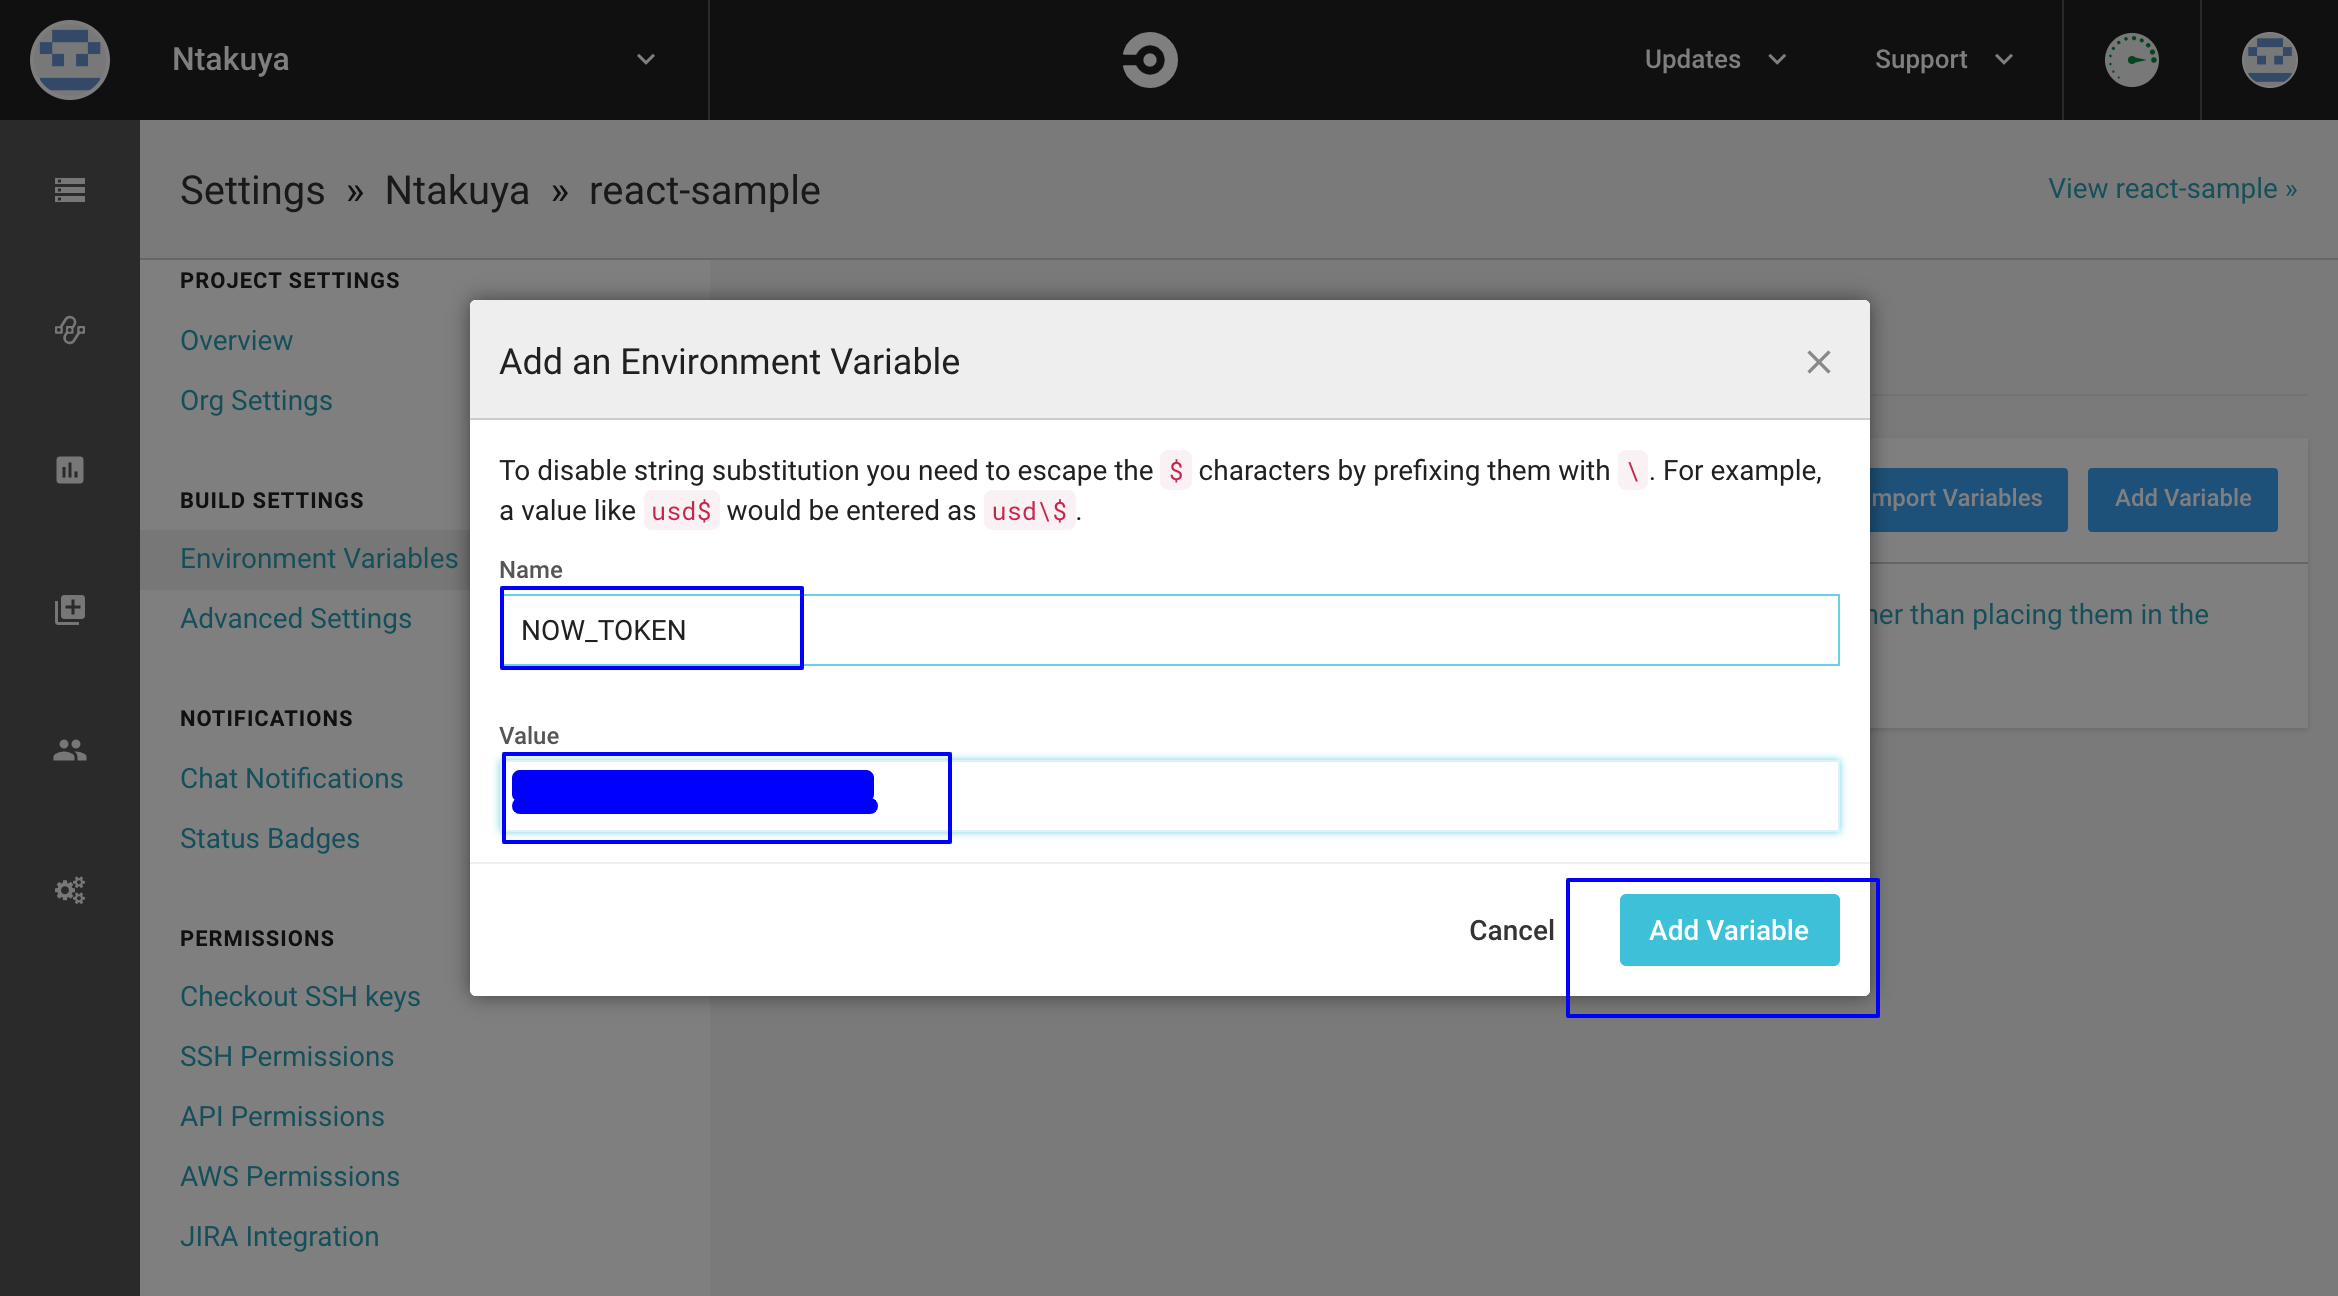 Ntakuya
Updates
Support
Settings » Ntakuya » react-sample
View react-sample »
PROJECT SETTINGS
Overview
Org Settings
BUILD SETTINGS
Environment Variables
Advanced Settings
NOTIFICATIONS
Chat Notifications
Status Badges
PERMISSIONS
Checkout SSH keys
SSH Permissions
API Permissions
AWS Permissions
JIRA Integration
Add an Environment Variable
To disable string substitution you need to escape the $ characters by prefixing them with \. For example,
a value like usd$ would be entered as usd\$.
Name
NOW_TOKEN
Value
Cancel
Add Variable
Variables
Add Variable
than placing them in the